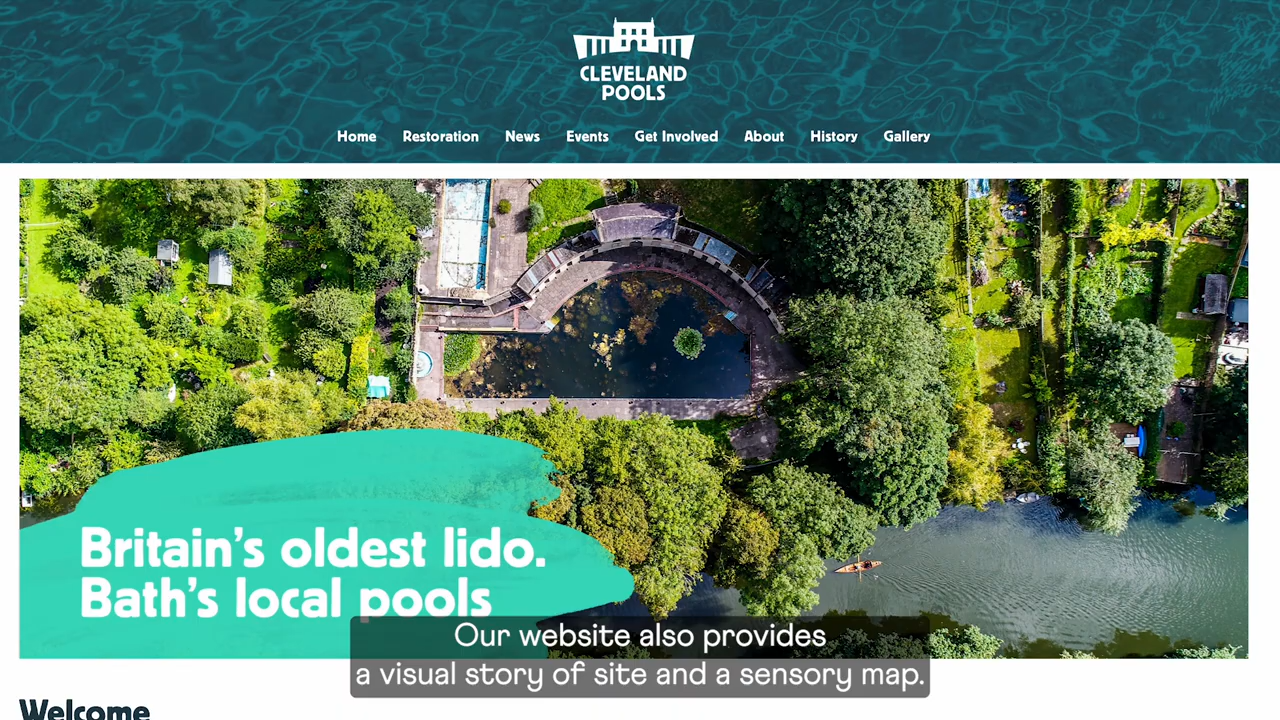 CLEVELAND
POOLS
Home Restoration News Events Get Involved About History Gallery
Britain's oldest lido.
Bath's local pools
Our website also provides
a visual story of site and a sensory map.
Welcome